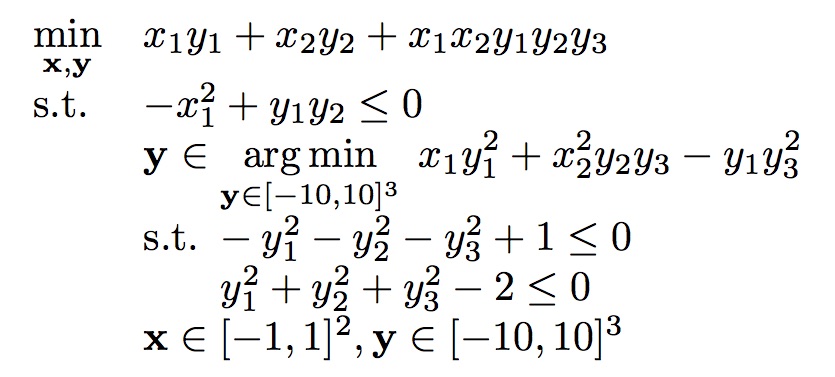 min x₁y₁ + x₂y₂ + x₁x₂y₁y₂y₃
x,y
s.t. −x₁² + y₁y₂ ≤ 0
y ∈ arg min x₁y₁² + x₂²y₂y₃ − y₁y₃²
y∈[−10,10]³
s.t. − y₁² − y₂² − y₃² + 1 ≤ 0
y₁² + y₂² + y₃² − 2 ≤ 0
x ∈ [−1, 1]², y ∈ [−10, 10]³